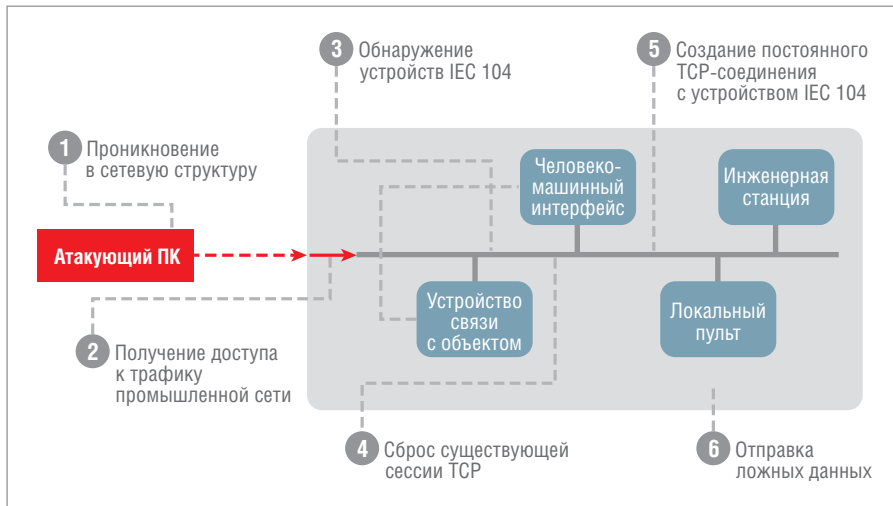 3
Обнаружение
устройств IEC 104
5
Создание постоянного
TCP-соединения
с устройством IEC 104
1
Проникновение
в сетевую структуру
Человеко-
машинный
интерфейс
Инженерная
станция
Атакующий ПК
Устройство
связи
с объектом
Локальный
пульт
2
Получение доступа
к трафику
промышленной сети
4
Сброс существующей
сессии TCP
6
Отправка
ложных данных